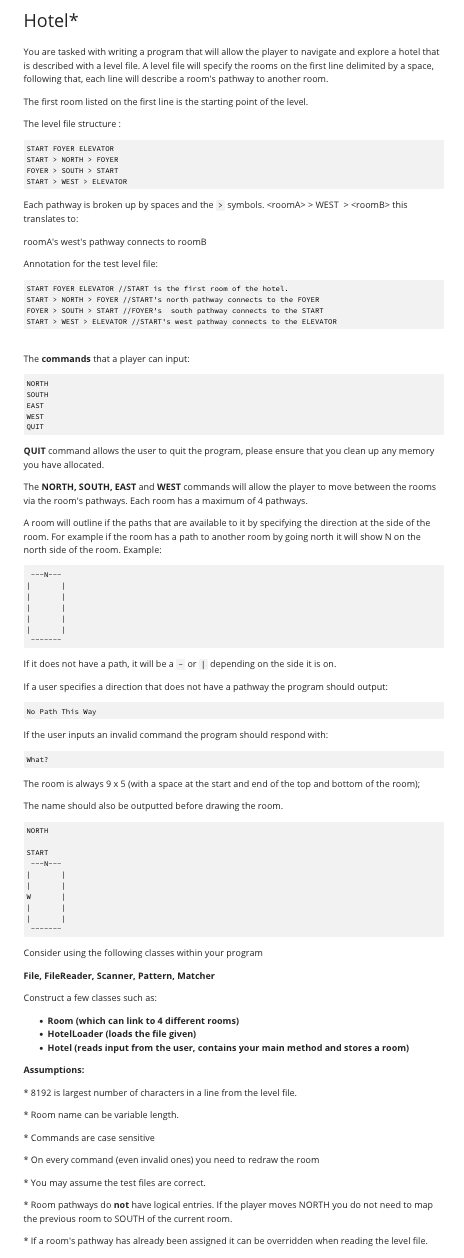 Hotel*
You are tasked with writing a program that will allow the player to navigate and explore a hotel that
is described with a level file. A level file will specify the rooms on the first line delimited by a space,
following that, each line will describe a room's pathway to another room.
The first room listed on the first line is the starting point of the level.
The level file structure :
START FOYER ELEVATOR
START > NORTH > FOYER
FOYER > SOUTH > START
START > WEST > ELEVATOR
Each pathway is broken up by spaces and the > symbols. <roomA> > WEST  > <roomB> this
translates to:
roomA's west's pathway connects to roomB
Annotation for the test level file:
START FOYER ELEVATOR //START is the first room of the hotel.
START > NORTH > FOYER //START's north pathway connects to the FOYER
FOYER > SOUTH > START //FOYER's  south pathway connects to the START
START > WEST > ELEVATOR //START's west pathway connects to the ELEVATOR
The commands that a player can input:
NORTH
SOUTH
EAST
WEST
QUIT
QUIT command allows the user to quit the program, please ensure that you clean up any memory
you have allocated.
The NORTH, SOUTH, EAST and WEST commands will allow the player to move between the rooms
via the room's pathways. Each room has a maximum of 4 pathways.
A room will outline if the paths that are available to it by specifying the direction at the side of the
room. For example if the room has a path to another room by going north it will show N on the
north side of the room. Example:
 ---N---
|       |
|       |
|       |
|       |
|       |
 -------
If it does not have a path, it will be a - or | depending on the side it is on.
If a user specifies a direction that does not have a pathway the program should output:
No Path This Way
If the user inputs an invalid command the program should respond with:
What?
The room is always 9 x 5 (with a space at the start and end of the top and bottom of the room);
The name should also be outputted before drawing the room.
NORTH
START
 ---N---
|       |
|       |
W       |
|       |
|       |
 -------
Consider using the following classes within your program
File, FileReader, Scanner, Pattern, Matcher
Construct a few classes such as:
• Room (which can link to 4 different rooms)
• HotelLoader (loads the file given)
• Hotel (reads input from the user, contains your main method and stores a room)
Assumptions:
* 8192 is largest number of characters in a line from the level file.
* Room name can be variable length.
* Commands are case sensitive
* On every command (even invalid ones) you need to redraw the room
* You may assume the test files are correct.
* Room pathways do not have logical entries. If the player moves NORTH you do not need to map
the previous room to SOUTH of the current room.
* If a room's pathway has already been assigned it can be overridden when reading the level file.